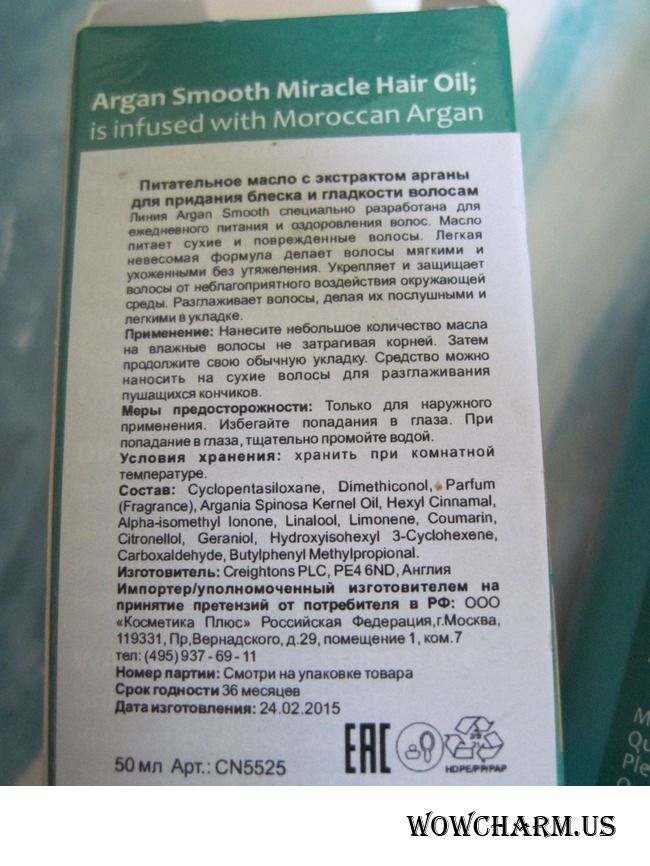 Argan Smooth Miracle Hair Oil;
is infused with Moroccan Argan
Питательное масло с экстрактом арганы
для придания блеска и гладкости волосам
Линия Argan Smooth специально разработана для
ежедневного питания и оздоровления волос. Масло
питает сухие и поврежденные волосы. Легкая
невесомая формула делает волосы мягкими и
ухоженными без утяжеления. Укрепляет и защищает
волосы от неблагоприятного воздействия окружающей
среды. Разглаживает волосы, делая их послушными и
легкими в укладке.
Применение: Нанесите небольшое количество масла
на влажные волосы не затрагивая корней. Затем
продолжите свою обычную укладку. Средство можно
наносить на сухие волосы для разглаживания
пушащихся кончиков.
Меры предосторожности: Только для наружного
применения. Избегайте попадания в глаза. При
попадание в глаза, тщательно промойте водой.
Условия хранения: хранить при комнатной
температуре.
Состав: Cyclopentasiloxane, Dimethiconol, Parfum
(Fragrance), Argania Spinosa Kernel Oil, Hexyl Cinnamal,
Alpha-isomethyl Ionone, Linalool, Limonene, Coumarin,
Citronellol, Geraniol, Hydroxyisohexyl 3-Cyclohexene,
Carboxaldehyde, Butylphenyl Methylpropional.
Изготовитель: Creightons PLC, PE4 6ND, Англия
Импортер/уполномоченный изготовителем на
принятие претензий от потребителя в РФ: ООО
«Косметика Плюс» Российская Федерация,г.Москва,
119331, Пр,Вернадского, д.29, помещение 1, ком.7
тел: (495) 937 - 69 - 11
Номер партии: Смотри на упаковке товара
Срок годности 36 месяцев
Дата изготовления: 24.02.2015
50 мл Арт.: CN5525
EAC
HDPE/PP/PAP
M
Qu
Ple
WOWCHARM.US